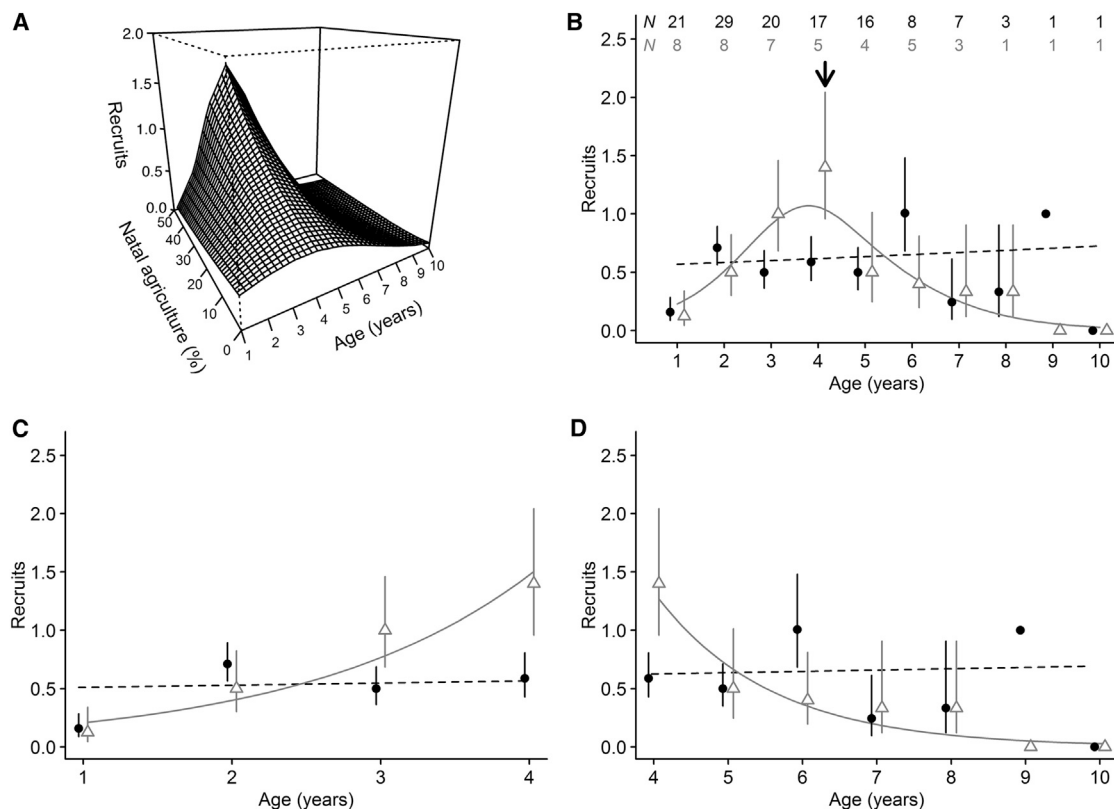 A
2.0
1.5
1.0
0.5
0.0
Recruits
50
40
30
20
10
0
Natal agriculture (%)
1
2
3
4
5
6
7
8
9
10
Age (years)
B
N 21 29 20 17 16 8 7 3 1 1
N 8 8 7 5 4 5 3 1 1 1
2.5
2.0
1.5
1.0
0.5
0.0
Recruits
1 2 3 4 5 6 7 8 9 10
Age (years)
C
2.5
2.0
1.5
1.0
0.5
0.0
Recruits
1 2 3 4
Age (years)
D
2.5
2.0
1.5
1.0
0.5
0.0
Recruits
4 5 6 7 8 9 10
Age (years)